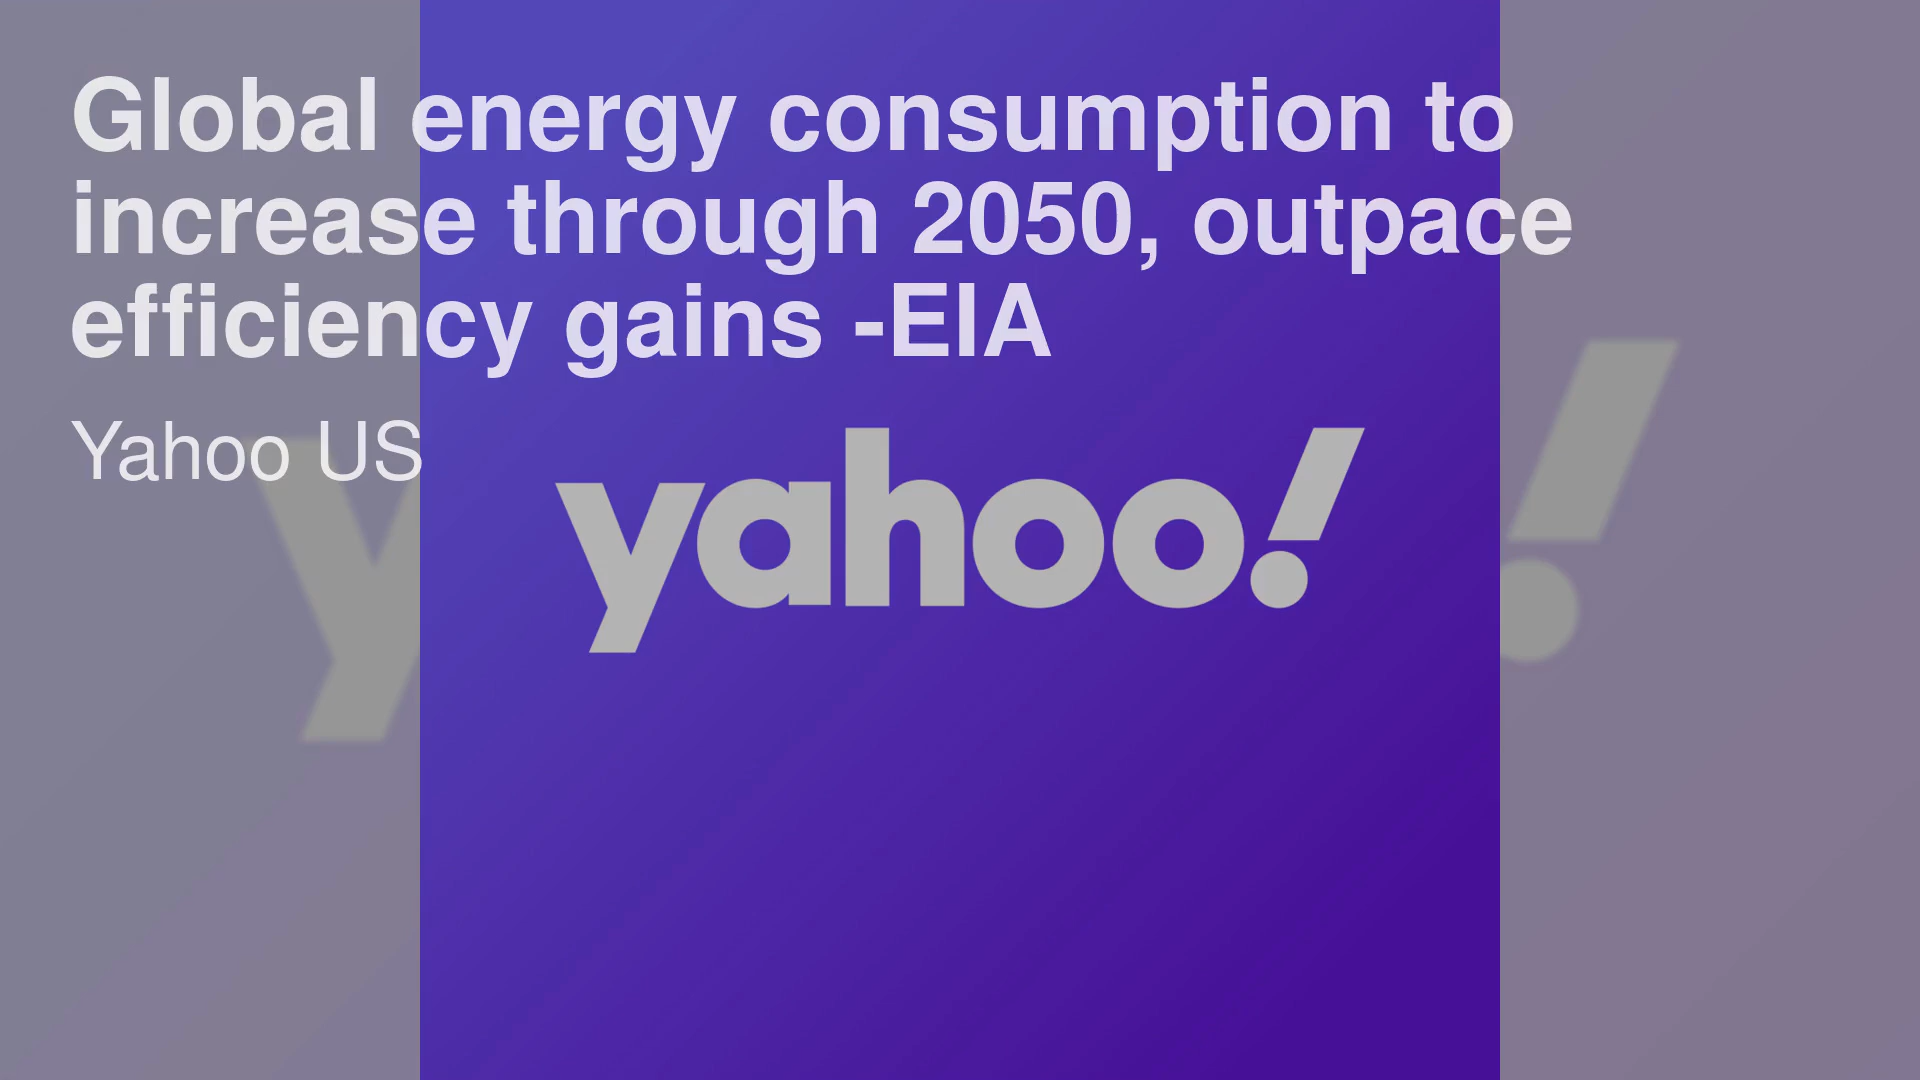 Global energy consumption to
increase through 2050, outpace
efficiency gains -EIA
Yahoo US
yahoo!
y
!